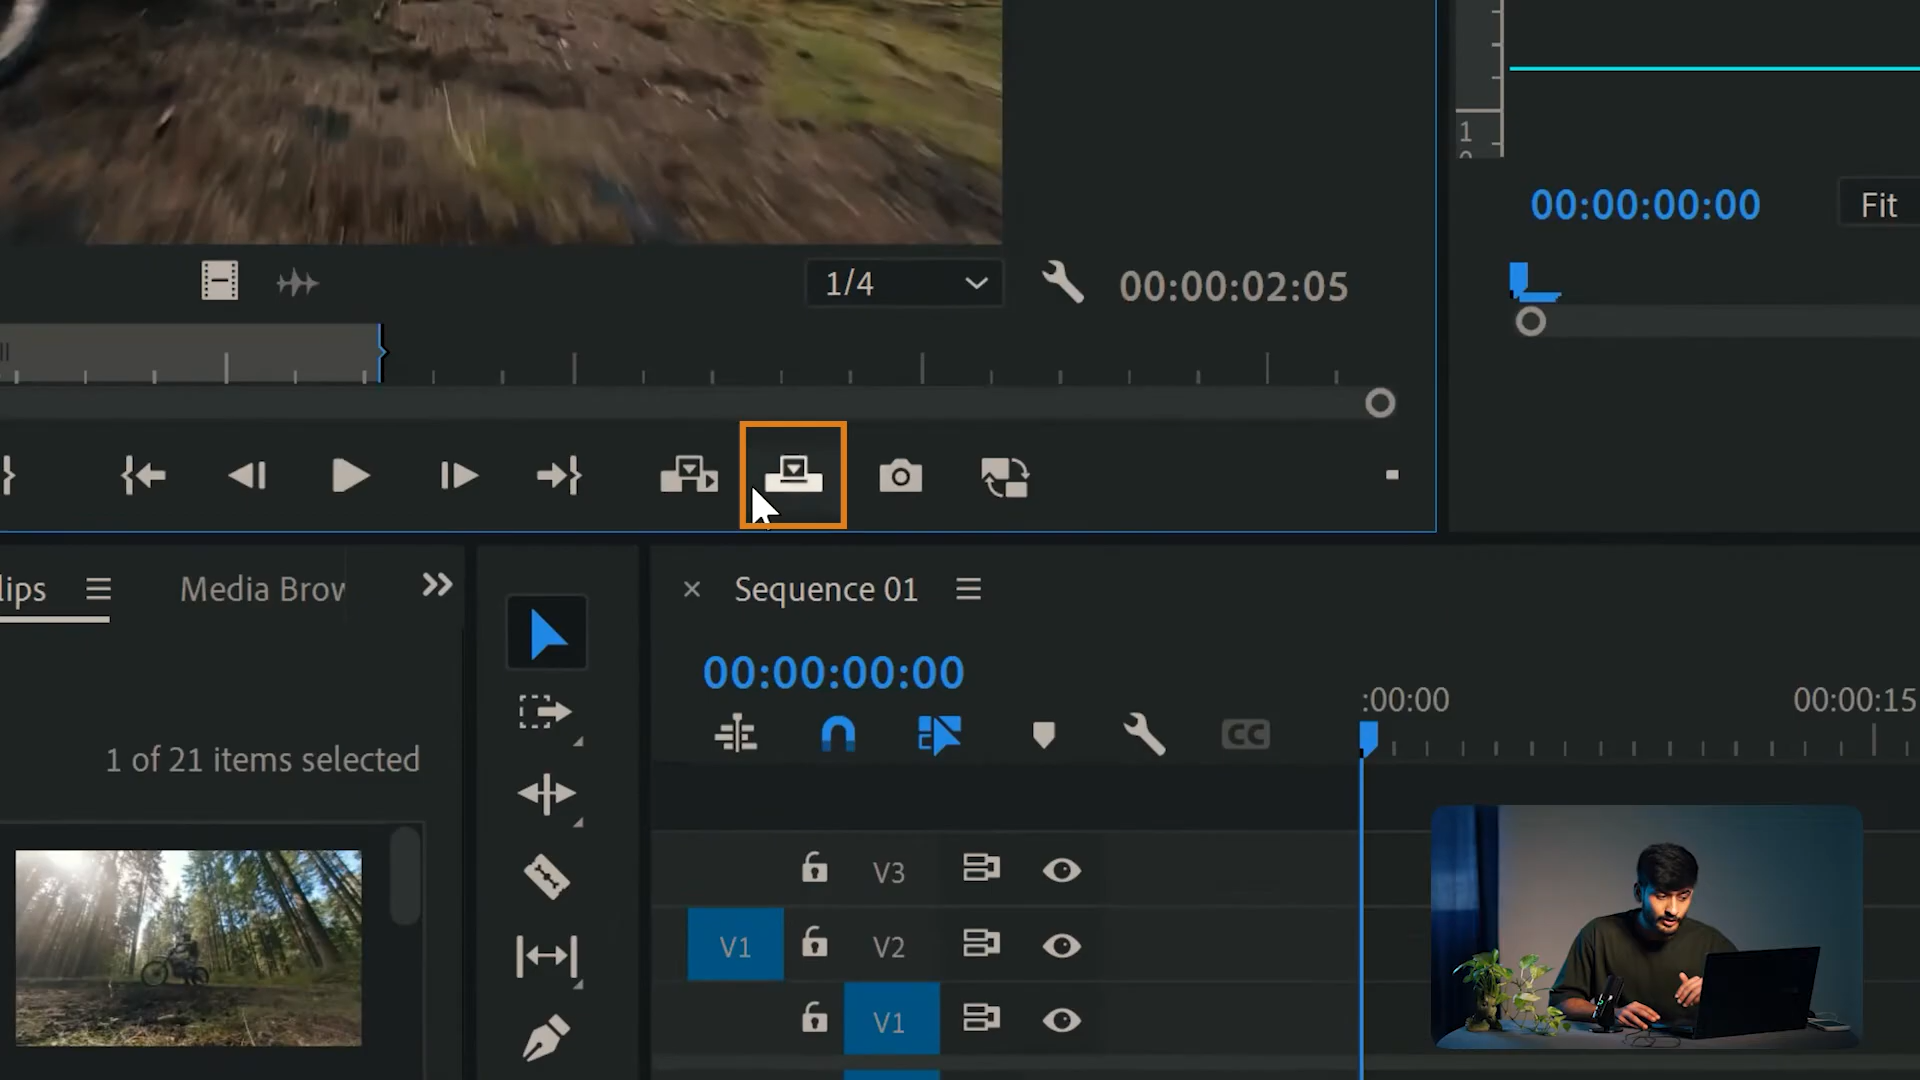 1
00:00:00:00
Fit
1/4
00:00:02:05
lips
Media Brow
Sequence 01
00:00:00:00
:00:00
00:00:15
CC
1 of 21 items selected
V3
V1
V2
V1